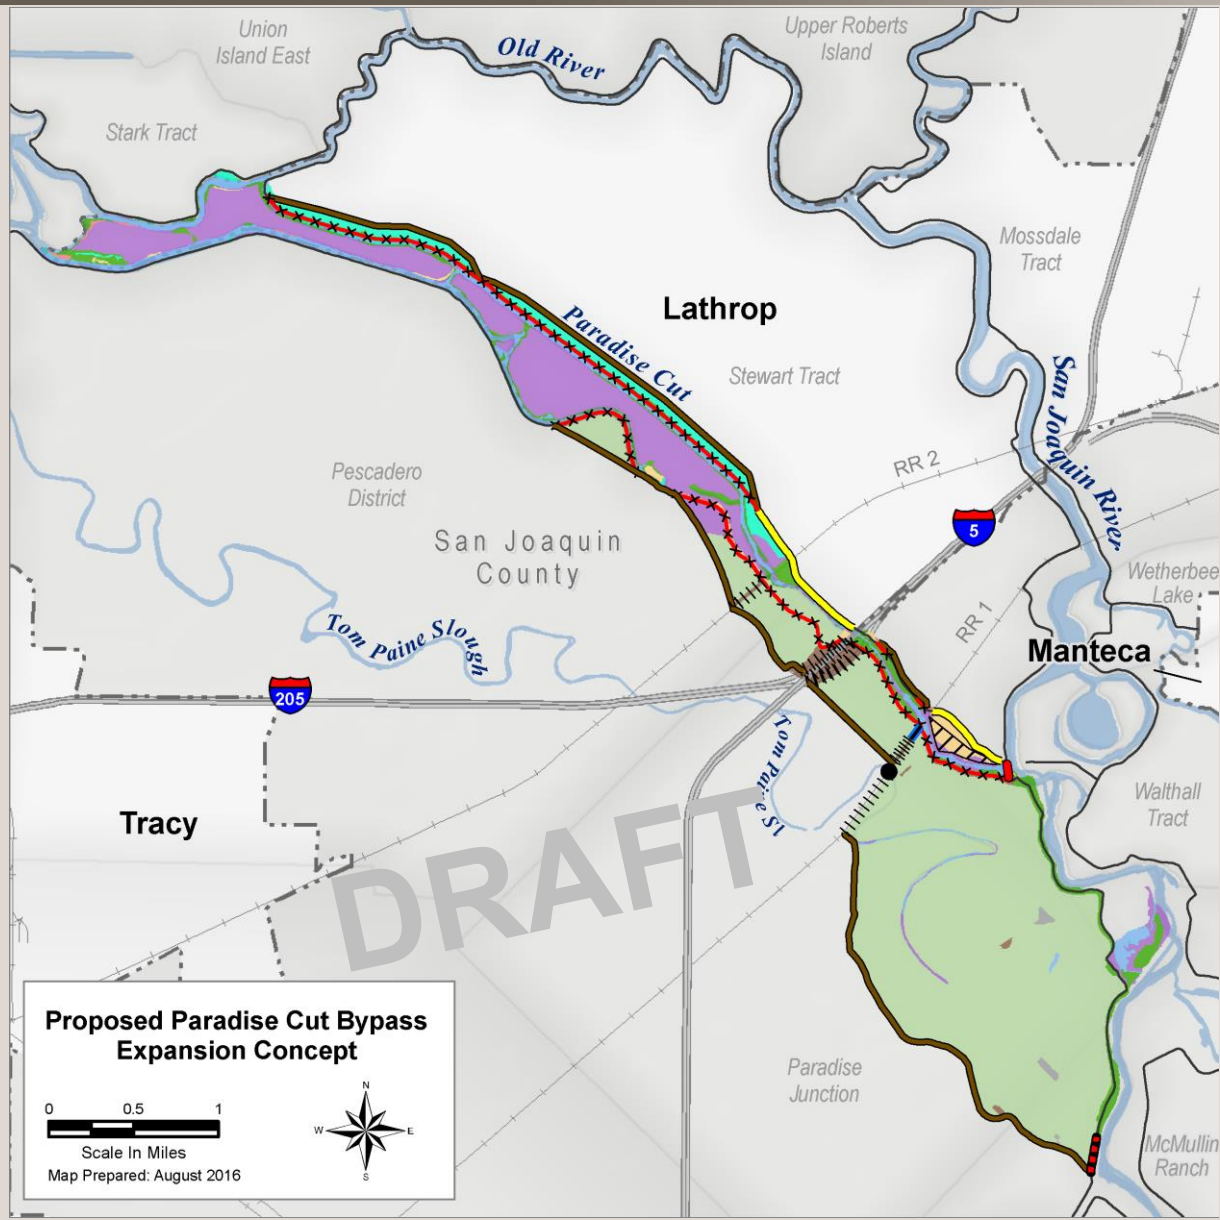 Union
Island East
Old River
Upper Roberts
Island
Stark Tract
Mossdale
Tract
Lathrop
Paradise Cut
Stewart Tract
San Joaquin River
RR 2
Pescadero
District
5
San Joaquin
County
Wetherbee
Lake
RR 1
Tom Paine Slough
Manteca
205
Tom Paine Sl
Walthall
Tract
Tracy
DRAFT
Proposed Paradise Cut Bypass
Expansion Concept
0 0.5 1
Scale In Miles
Map Prepared: August 2016
N
W E
S
Paradise
Junction
McMullin
Ranch